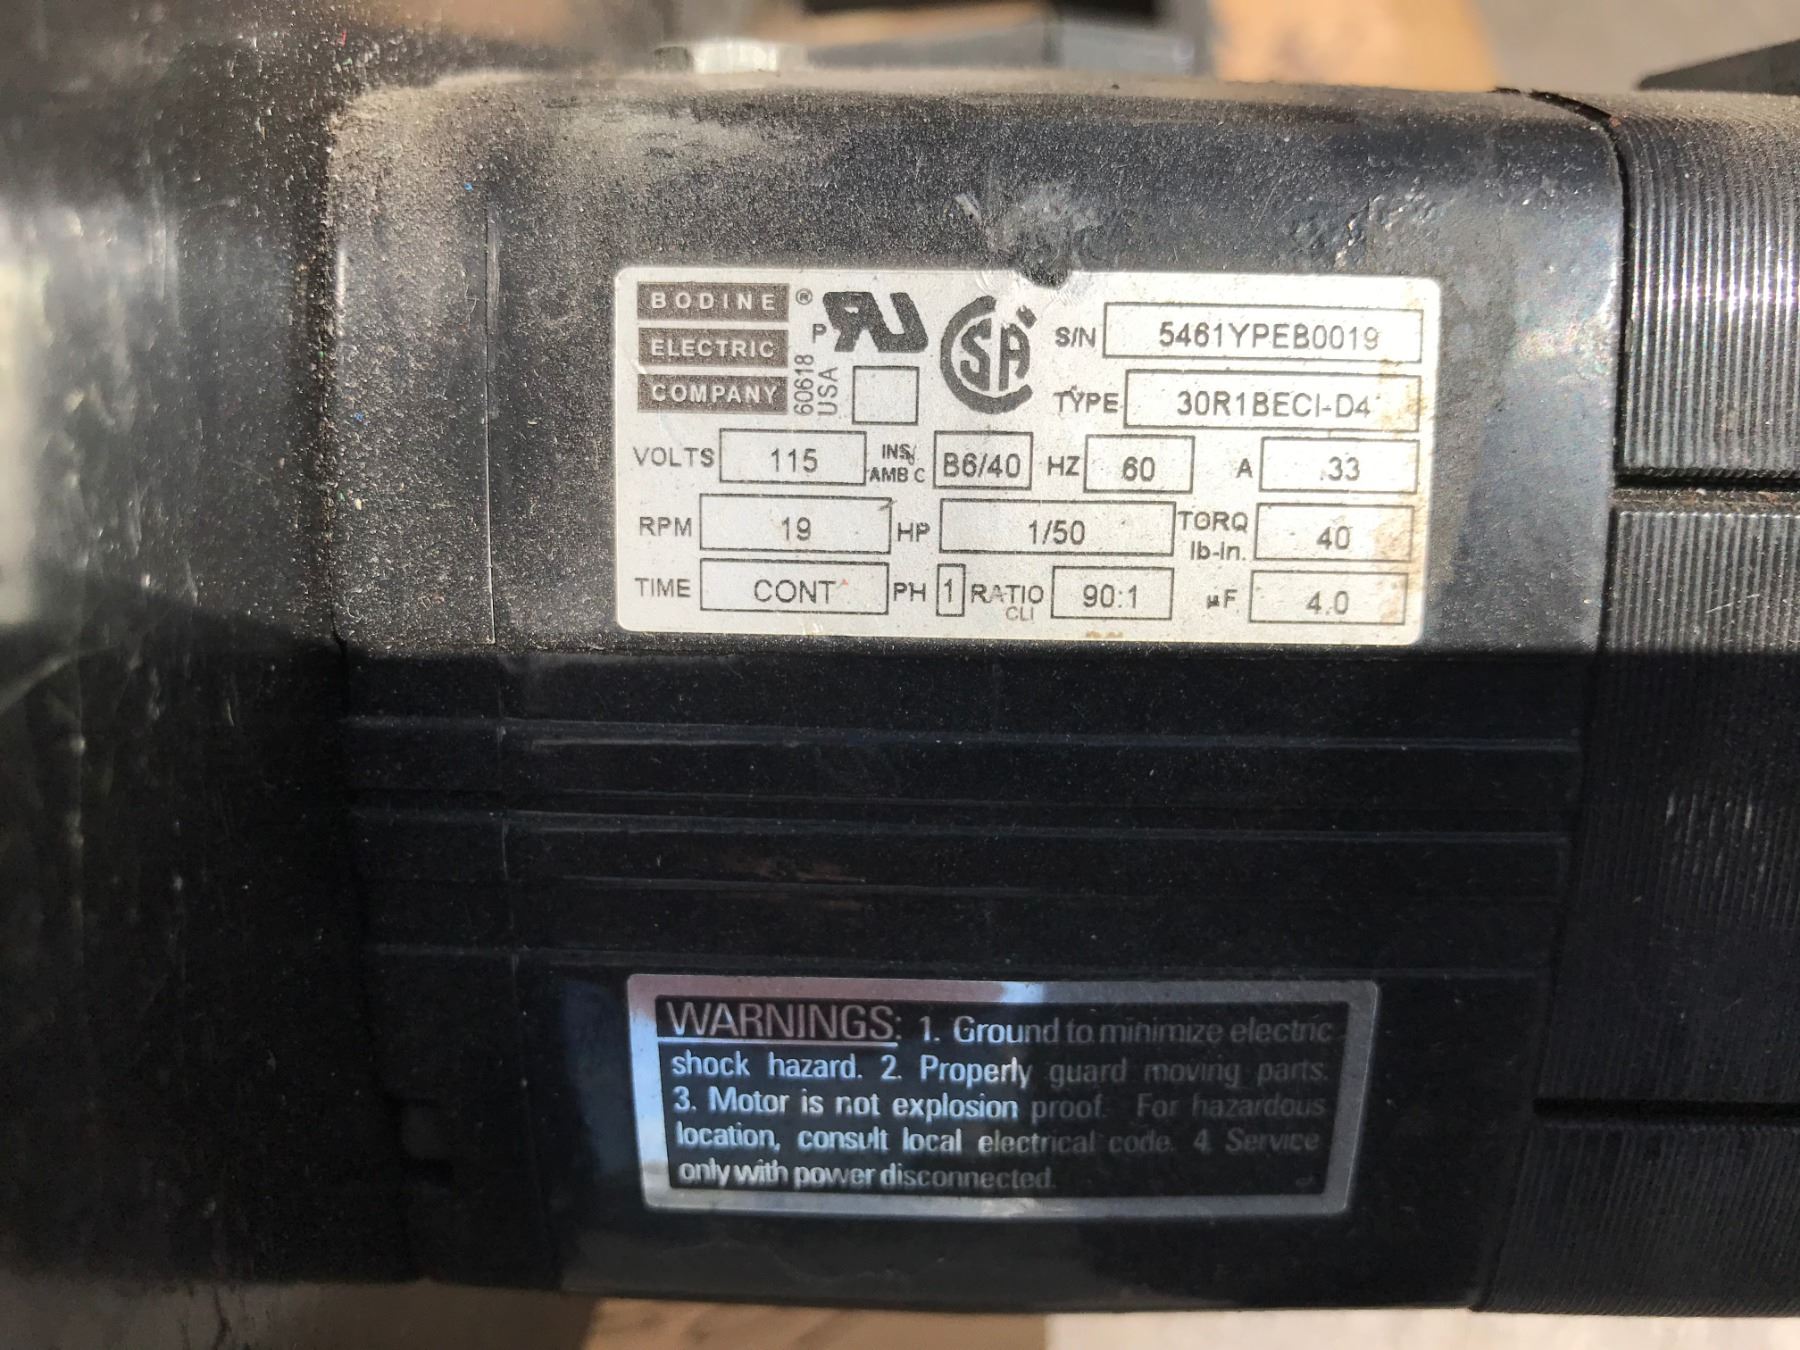 BODINE ®
ELECTRIC
COMPANY
60618
USA
P RU
CSA
S/N 5461YPEB0019
TYPE 30R1BECI-D4
VOLTS 115 INS/ AMB C B6/40 HZ 60 A .33
RPM 19 HP 1/50 TORQ lb-in. 40
TIME CONT PH 1 RATIO CLI 90:1 µF 4.0
WARNINGS: 1. Ground to minimize electric
shock hazard. 2. Properly guard moving parts.
3. Motor is not explosion proof. For hazardous
location, consult local electrical code. 4 Service
only with power disconnected.